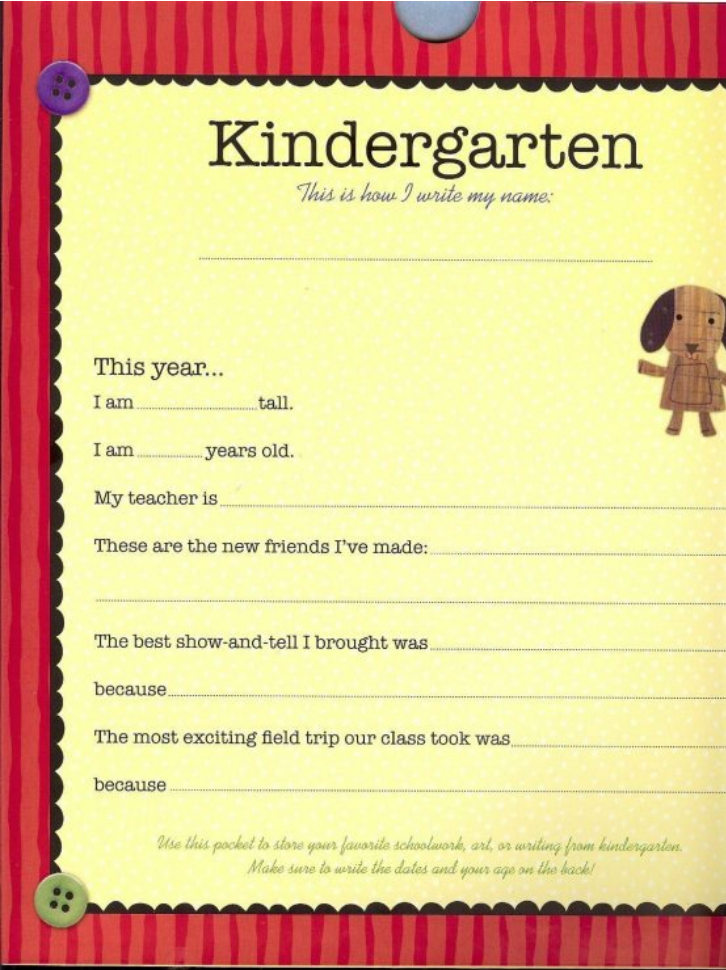 Kindergarten
This is how I write my name:
This year...
I am tall.
I am years old.
My teacher is
These are the new friends I've made:
The best show-and-tell I brought was
because
The most exciting field trip our class took was
because
Use this pocket to store your favorite schoolwork, art, or writing from kindergarten.
Make sure to write the dates and your age on the back!